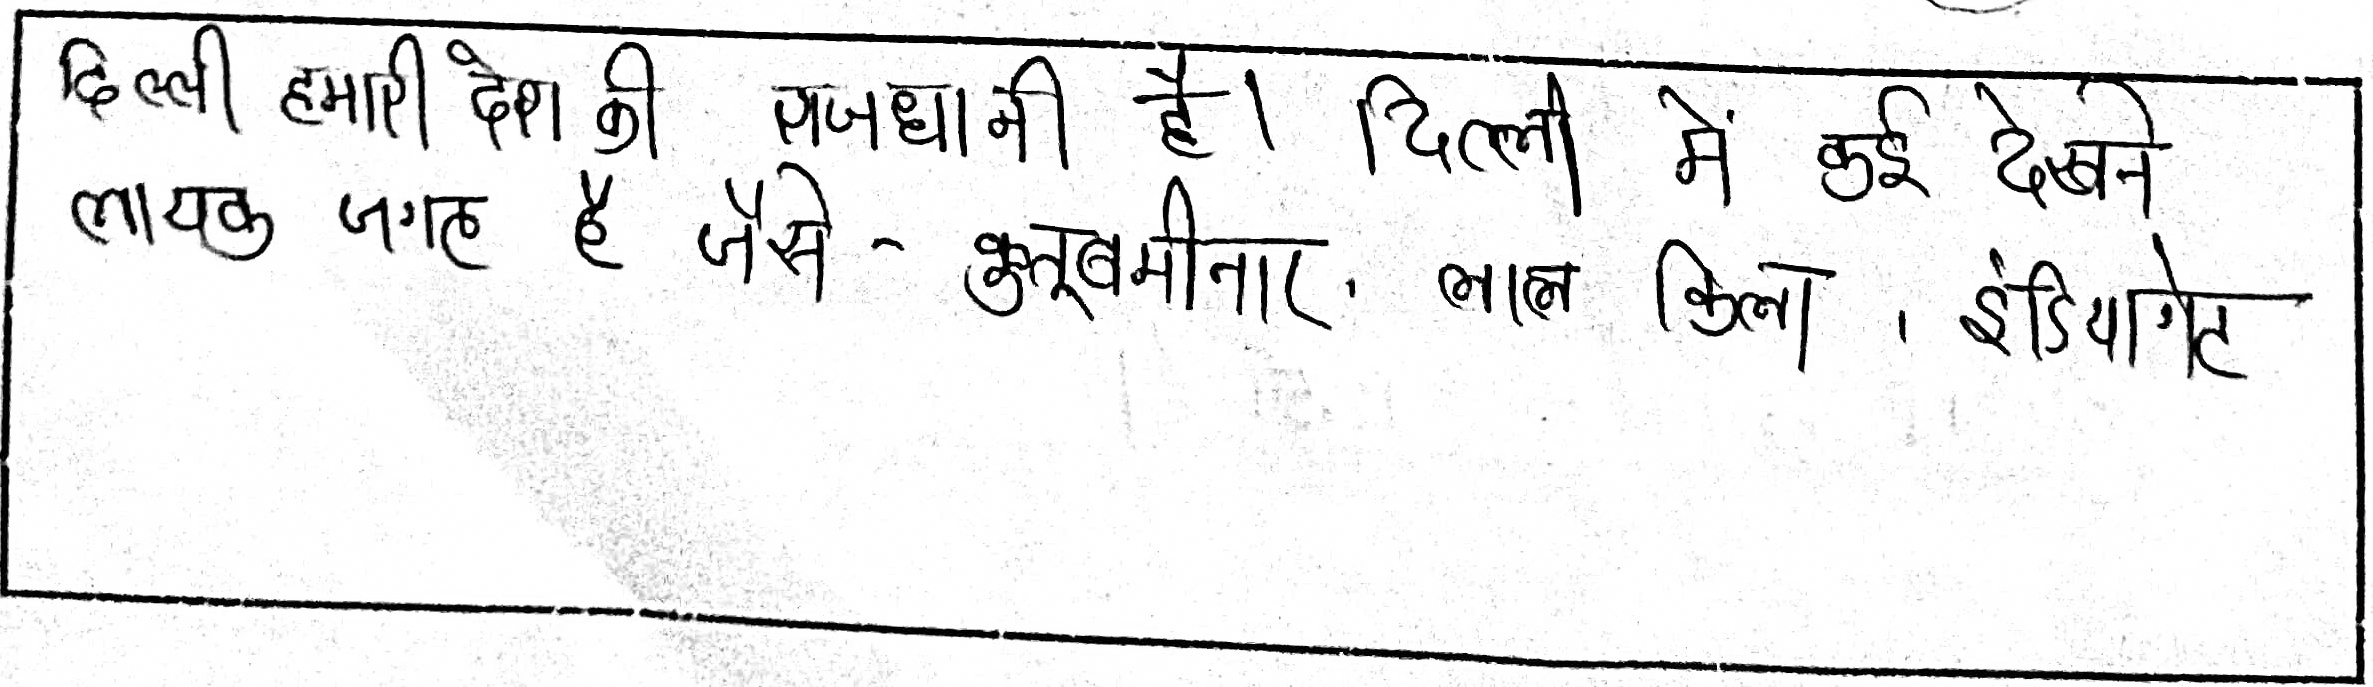 दिल्ली हमारी देश की राजधानी है। दिल्ली में कई देखने
लायक जगह है जैसे - कुतूबमीनार, लाल किला, इंडियागेट